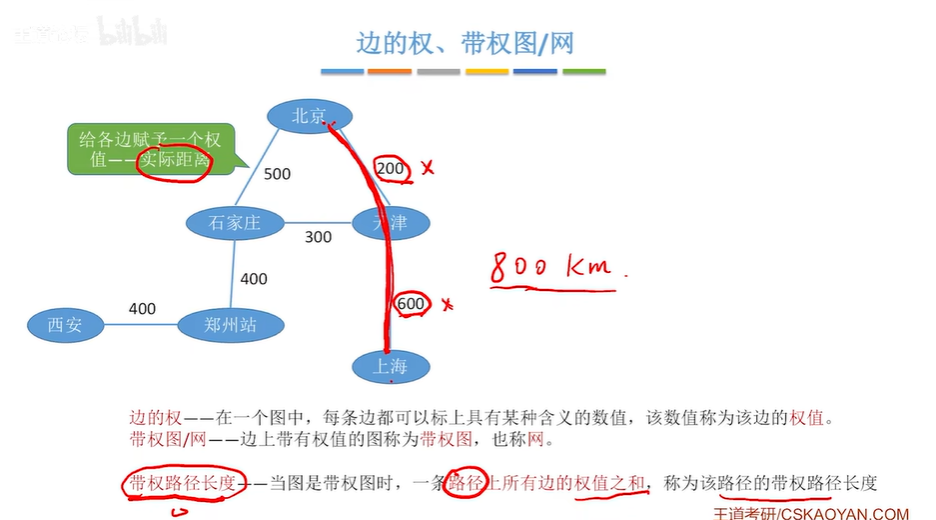 bilibili
边的权、带权图/网
北京
给各边赋予一个权
值——实际距离
500
200 ×
石家庄
300
天津
800 Km.
400
600 ×
400
西安
郑州站
上海
边的权——在一个图中，每条边都可以标上具有某种含义的数值，该数值称为该边的权值。
带权图/网——边上带有权值的图称为带权图，也称网。
带权路径长度——当图是带权图时，一条路径上所有边的权值之和，称为该路径的带权路径长度
王道考研/CSKAOYAN.COM